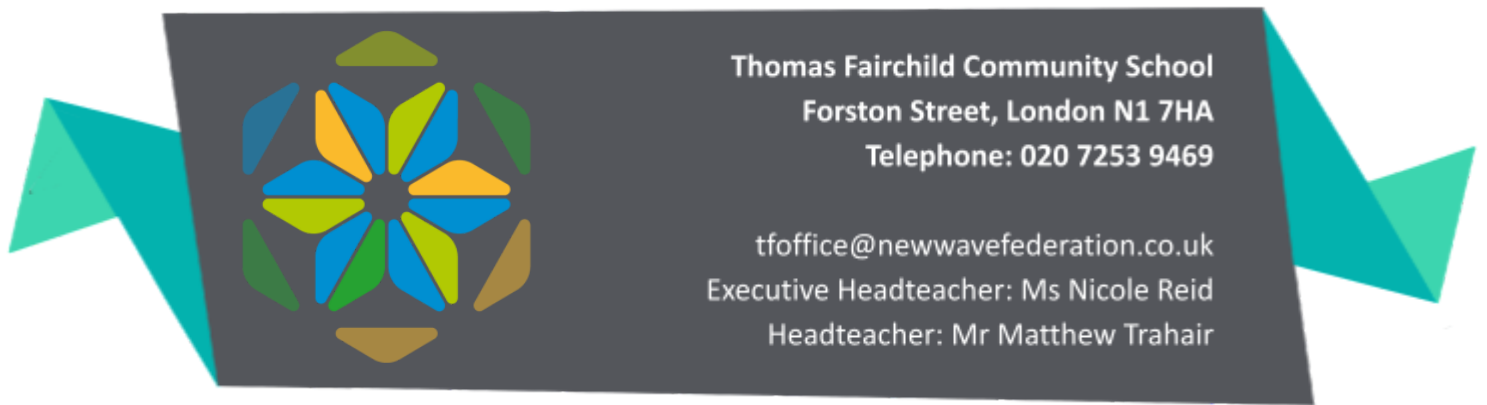 Thomas Fairchild Community School
Forston Street, London N1 7HA
Telephone: 020 7253 9469
tfoffice@newwavefederation.co.uk
Executive Headteacher: Ms Nicole Reid
Headteacher: Mr Matthew Trahair